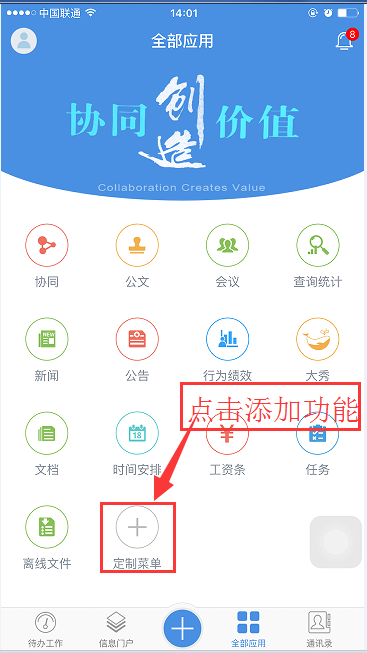 中国联通 14:01
全部应用 8
协同创造价值
Collaboration Creates Value
协同 公文 会议 查询统计
NEW
新闻 公告 行为绩效 大秀
点击添加功能
18
文档 时间安排 工资条 任务
离线文件 定制菜单
待办工作 信息门户 全部应用 通讯录